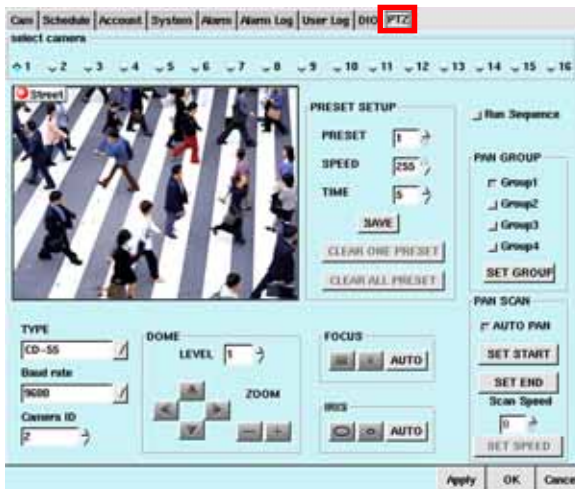 Cam Schedule Account System Alarm Alarm Log User Log DIO PTZ
select camera
1 2 3 4 5 6 7 8 9 10 11 12 13 14 15 16
Street
PRESET SETUP
PRESET 1
SPEED 255
TIME 5
SAVE
CLEAR ONE PRESET
CLEAR ALL PRESET
Run Sequence
PAN GROUP
Group1
Group2
Group3
Group4
SET GROUP
PAN SCAN
AUTO PAN
SET START
SET END
Scan Speed
0
SET SPEED
TYPE
CD-55
Baud rate
9600
Camera ID
2
DOME
LEVEL 1
ZOOM
- +
FOCUS
AUTO
IRIS
AUTO
Apply OK Cance